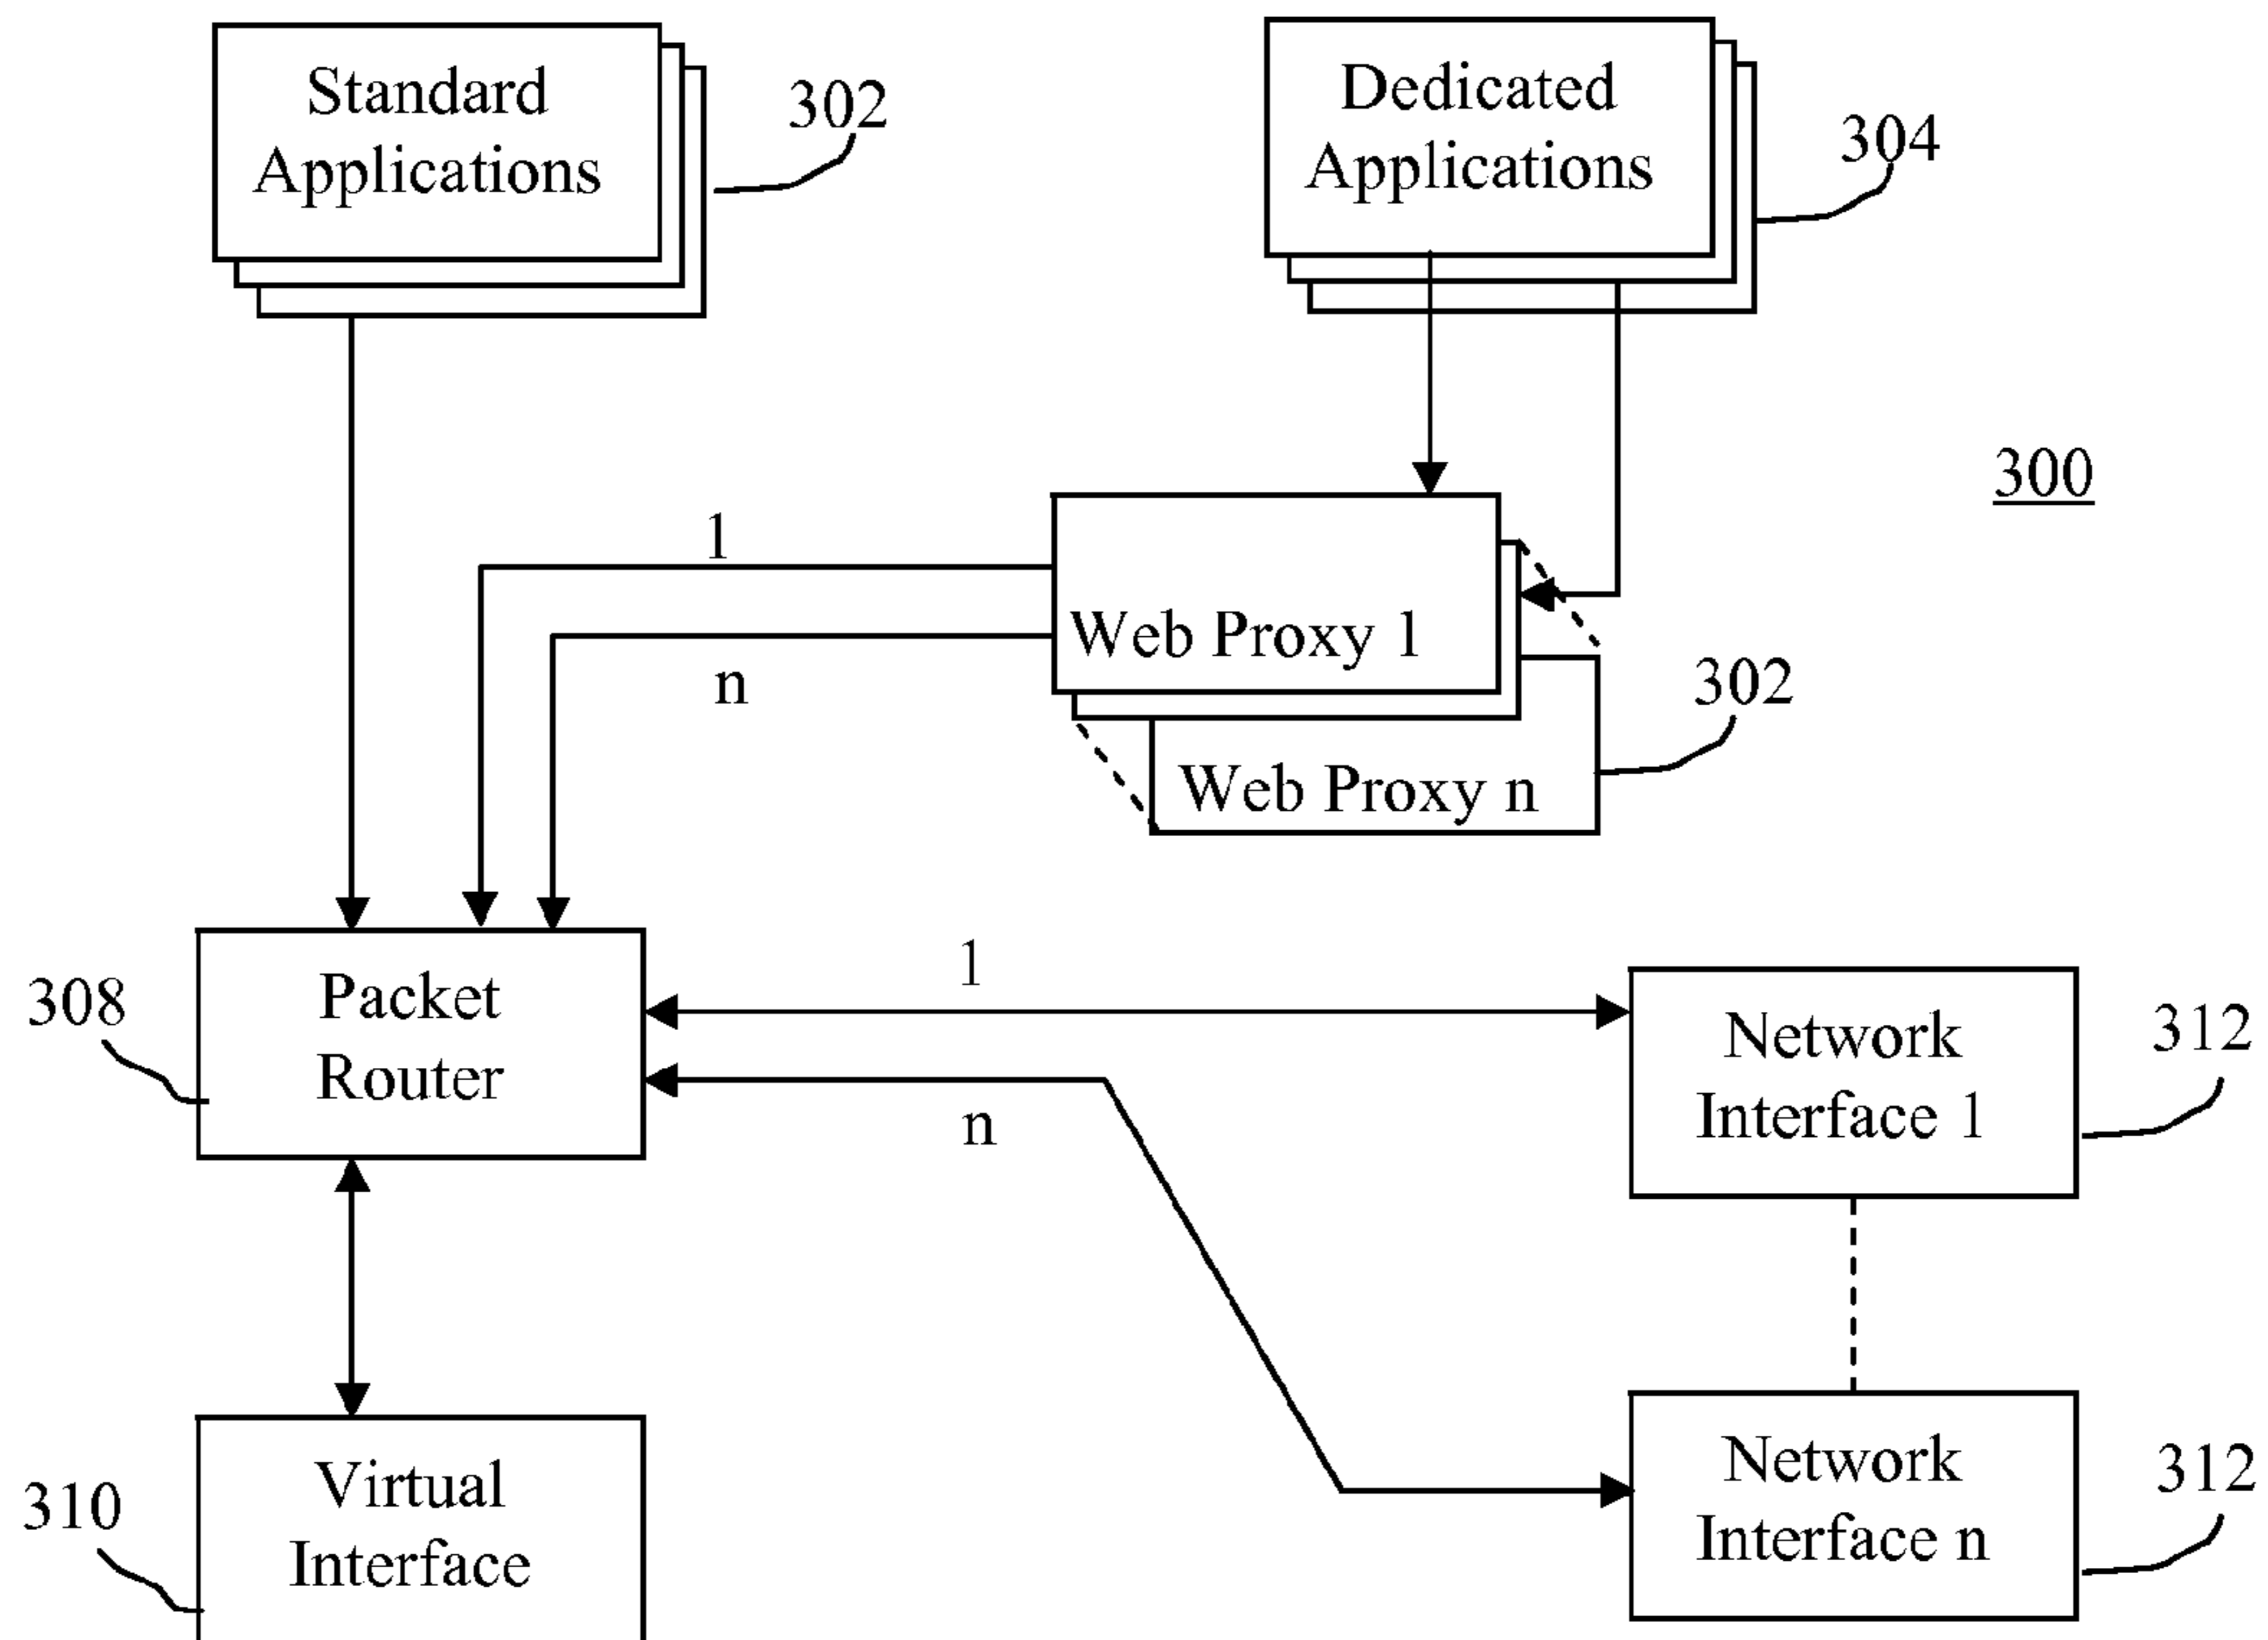 Standard
Applications
302
Dedicated
Applications
304
300
1
n
Web Proxy 1
302
Web Proxy n
308
Packet
Router
1
n
Network
Interface 1
312
310
Virtual
Interface
Network
Interface n
312